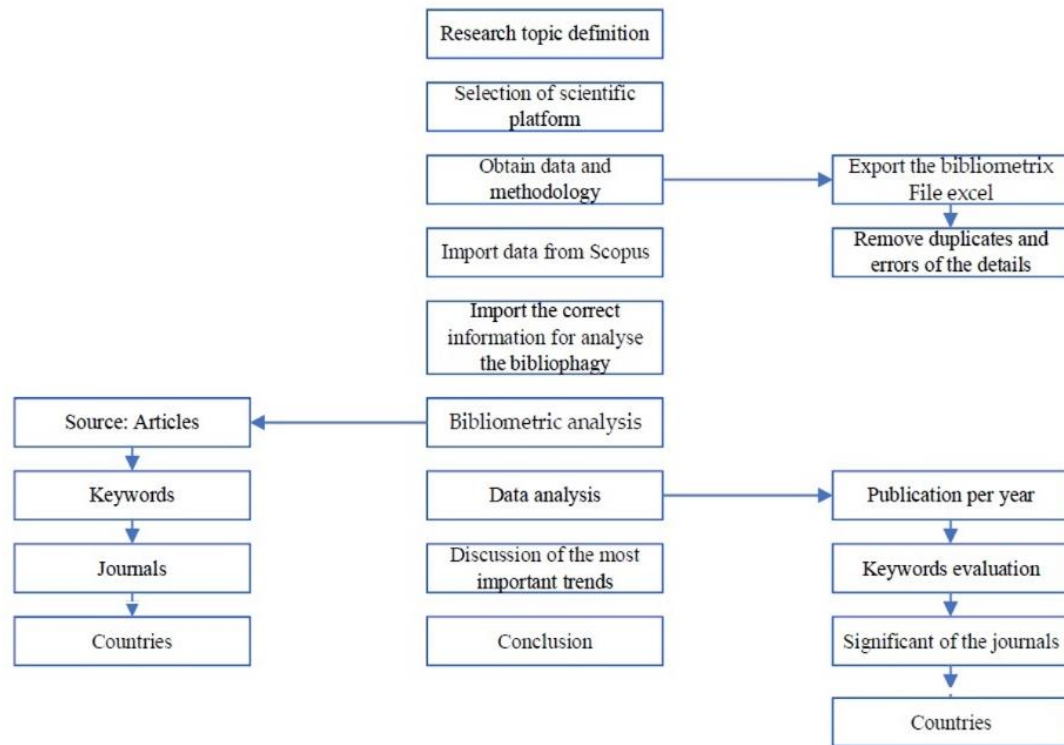 Research topic definition
Selection of scientific
platform
Obtain data and
methodology
Export the bibliometrix
File excel
Import data from Scopus
Remove duplicates and
errors of the details
Import the correct
information for analyse
the bibliophagy
Source: Articles
Bibliometric analysis
Keywords
Data analysis
Publication per year
Journals
Discussion of the most
important trends
Keywords evaluation
Countries
Conclusion
Significant of the journals
Countries